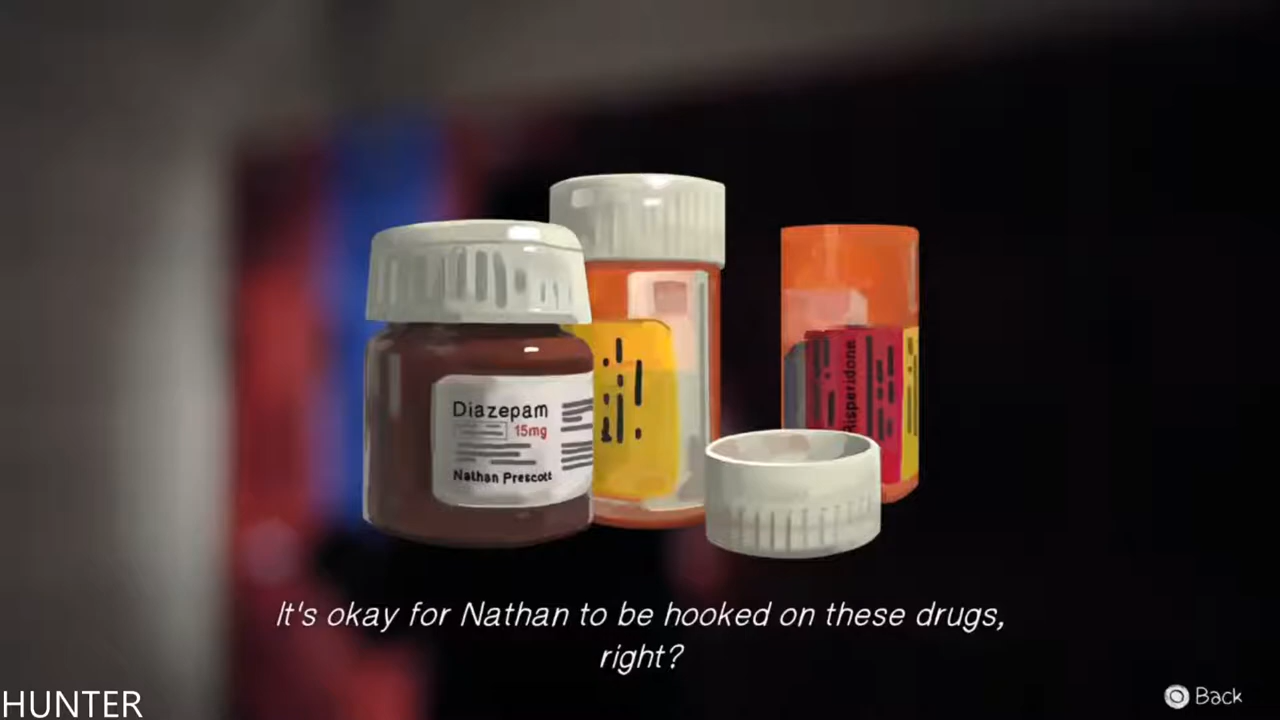 Diazepam
15mg
Nathan Prescott
Risperidone
It's okay for Nathan to be hooked on these drugs,
right?
HUNTER
Back